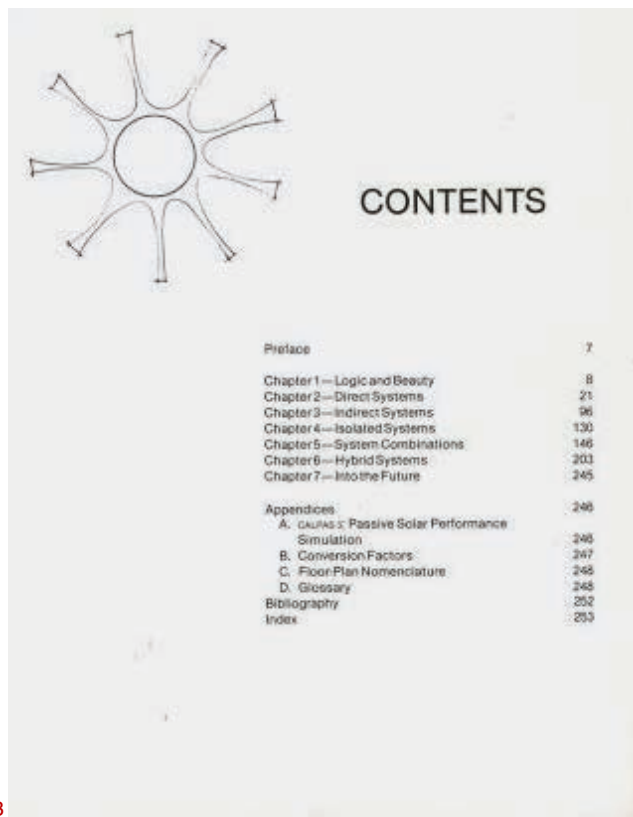 CONTENTS
Preface 7
Chapter 1—Logic and Beauty 8
Chapter 2—Direct Systems 21
Chapter 3—Indirect Systems 96
Chapter 4—Isolated Systems 130
Chapter 5—System Combinations 146
Chapter 6—Hybrid Systems 203
Chapter 7—Into the Future 245
Appendices 246
A. CALPAS 3: Passive Solar Performance
Simulation 246
B. Conversion Factors 247
C. Floor-Plan Nomenclature 248
D. Glossary 248
Bibliography 252
Index 253